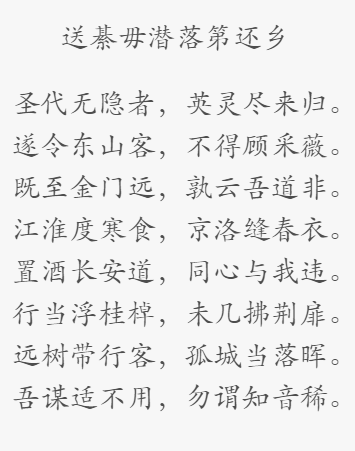 送綦毋潜落第还乡
圣代无隐者，英灵尽来归。
遂令东山客，不得顾采薇。
既至金门远，孰云吾道非。
江淮度寒食，京洛缝春衣。
置酒长安道，同心与我违。
行当浮桂棹，未几拂荆扉。
远树带行客，孤城当落晖。
吾谋适不用，勿谓知音稀。